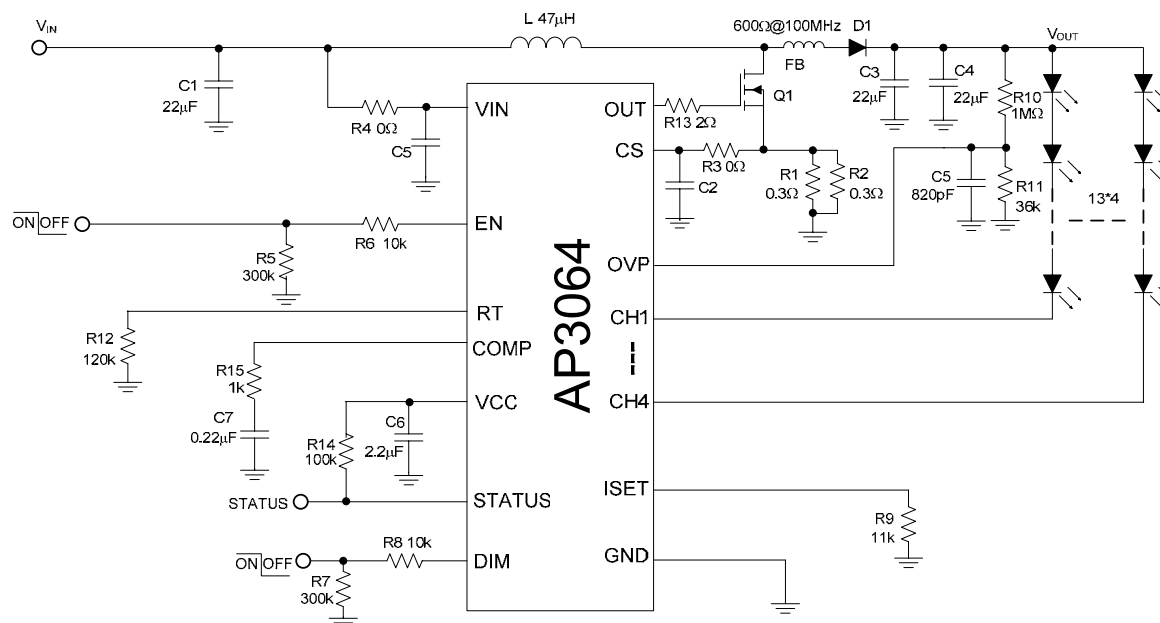 VIN
L 47μH
600Ω@100MHz
D1
VOUT
FB
C1
22μF
R4 0Ω
C5
VIN
OUT
R13 2Ω
Q1
C3
22μF
C4
22μF
R10
1MΩ
CS
R3 0Ω
C2
R1
0.3Ω
R2
0.3Ω
C5
820pF
R11
36k
13*4
ON OFF
R6 10k
EN
R5
300k
AP3064
OVP
RT
CH1
R12
120k
COMP
R15
1k
C7
0.22μF
VCC
CH4
R14
100k
C6
2.2μF
STATUS
STATUS
ISET
R9
11k
ON OFF
R8 10k
DIM
GND
R7
300k